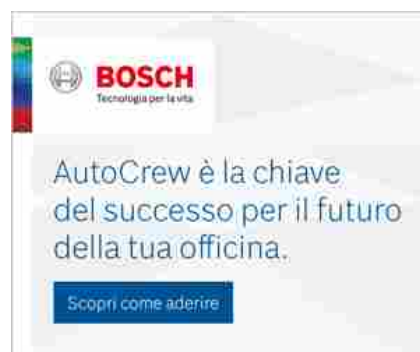 BOSCH
Tecnologia per la vita
AutoCrew è la chiave
del successo per il futuro
della tua officina.
Scopri come aderire